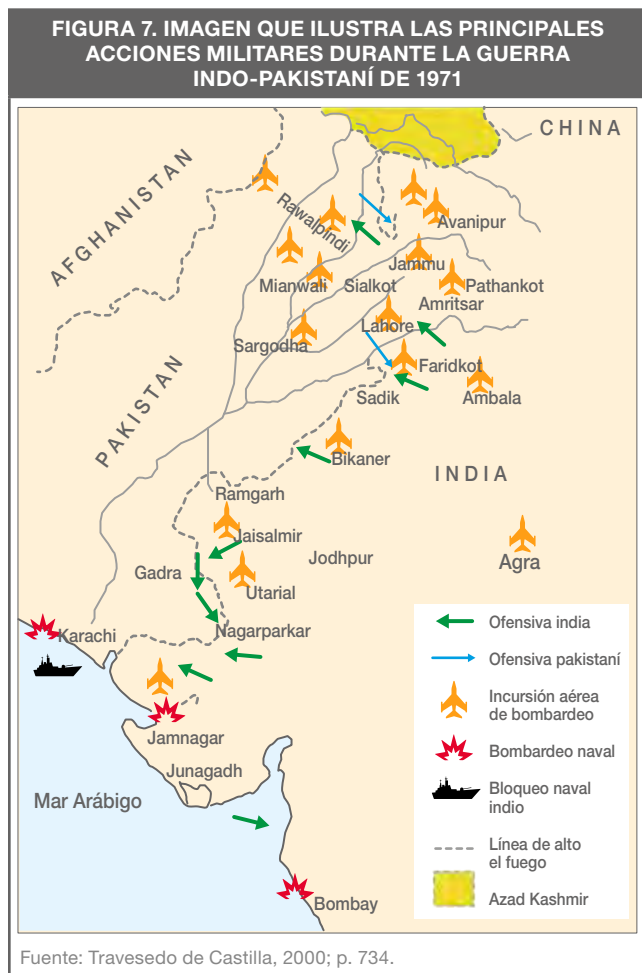 FIGURA 7. IMAGEN QUE ILUSTRA LAS PRINCIPALES
ACCIONES MILITARES DURANTE LA GUERRA
INDO-PAKISTANÍ DE 1971
CHINA
AFGHANISTAN
Rawalpindi
Avanipur
Jammu
Mianwali
Sialkot
Pathankot
Amritsar
Lahore
Sargodha
Faridkot
PAKISTAN
Sadik
Ambala
Bikaner
INDIA
Ramgarh
Jaisalmir
Jodhpur
Agra
Gadra
Utarial
Nagarparkar
Karachi
Jamnagar
Junagadh
Mar Arábigo
Bombay
Ofensiva india
Ofensiva pakistaní
Incursión aérea
de bombardeo
Bombardeo naval
Bloqueo naval
indio
Línea de alto
el fuego
Azad Kashmir
Fuente: Travesedo de Castilla, 2000; p. 734.